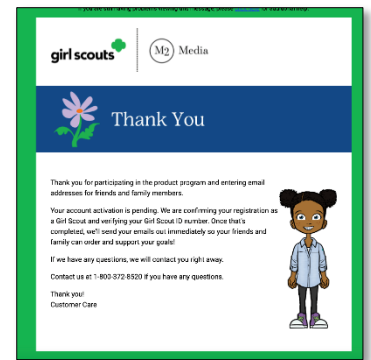 girl scouts
M2 Media
Thank You
Thank you for participating in the product program and entering email
addresses for friends and family members.
Your account activation is pending. We are confirming your registration as
a Girl Scout and verifying your Girl Scout ID number. Once that's
completed, we'll send your emails out immediately so your friends and
family can order and support your goals!
If we have any questions, we will contact you right away.
Contact us at 1-800-372-8520 if you have any questions.
Thank you!
Customer Care